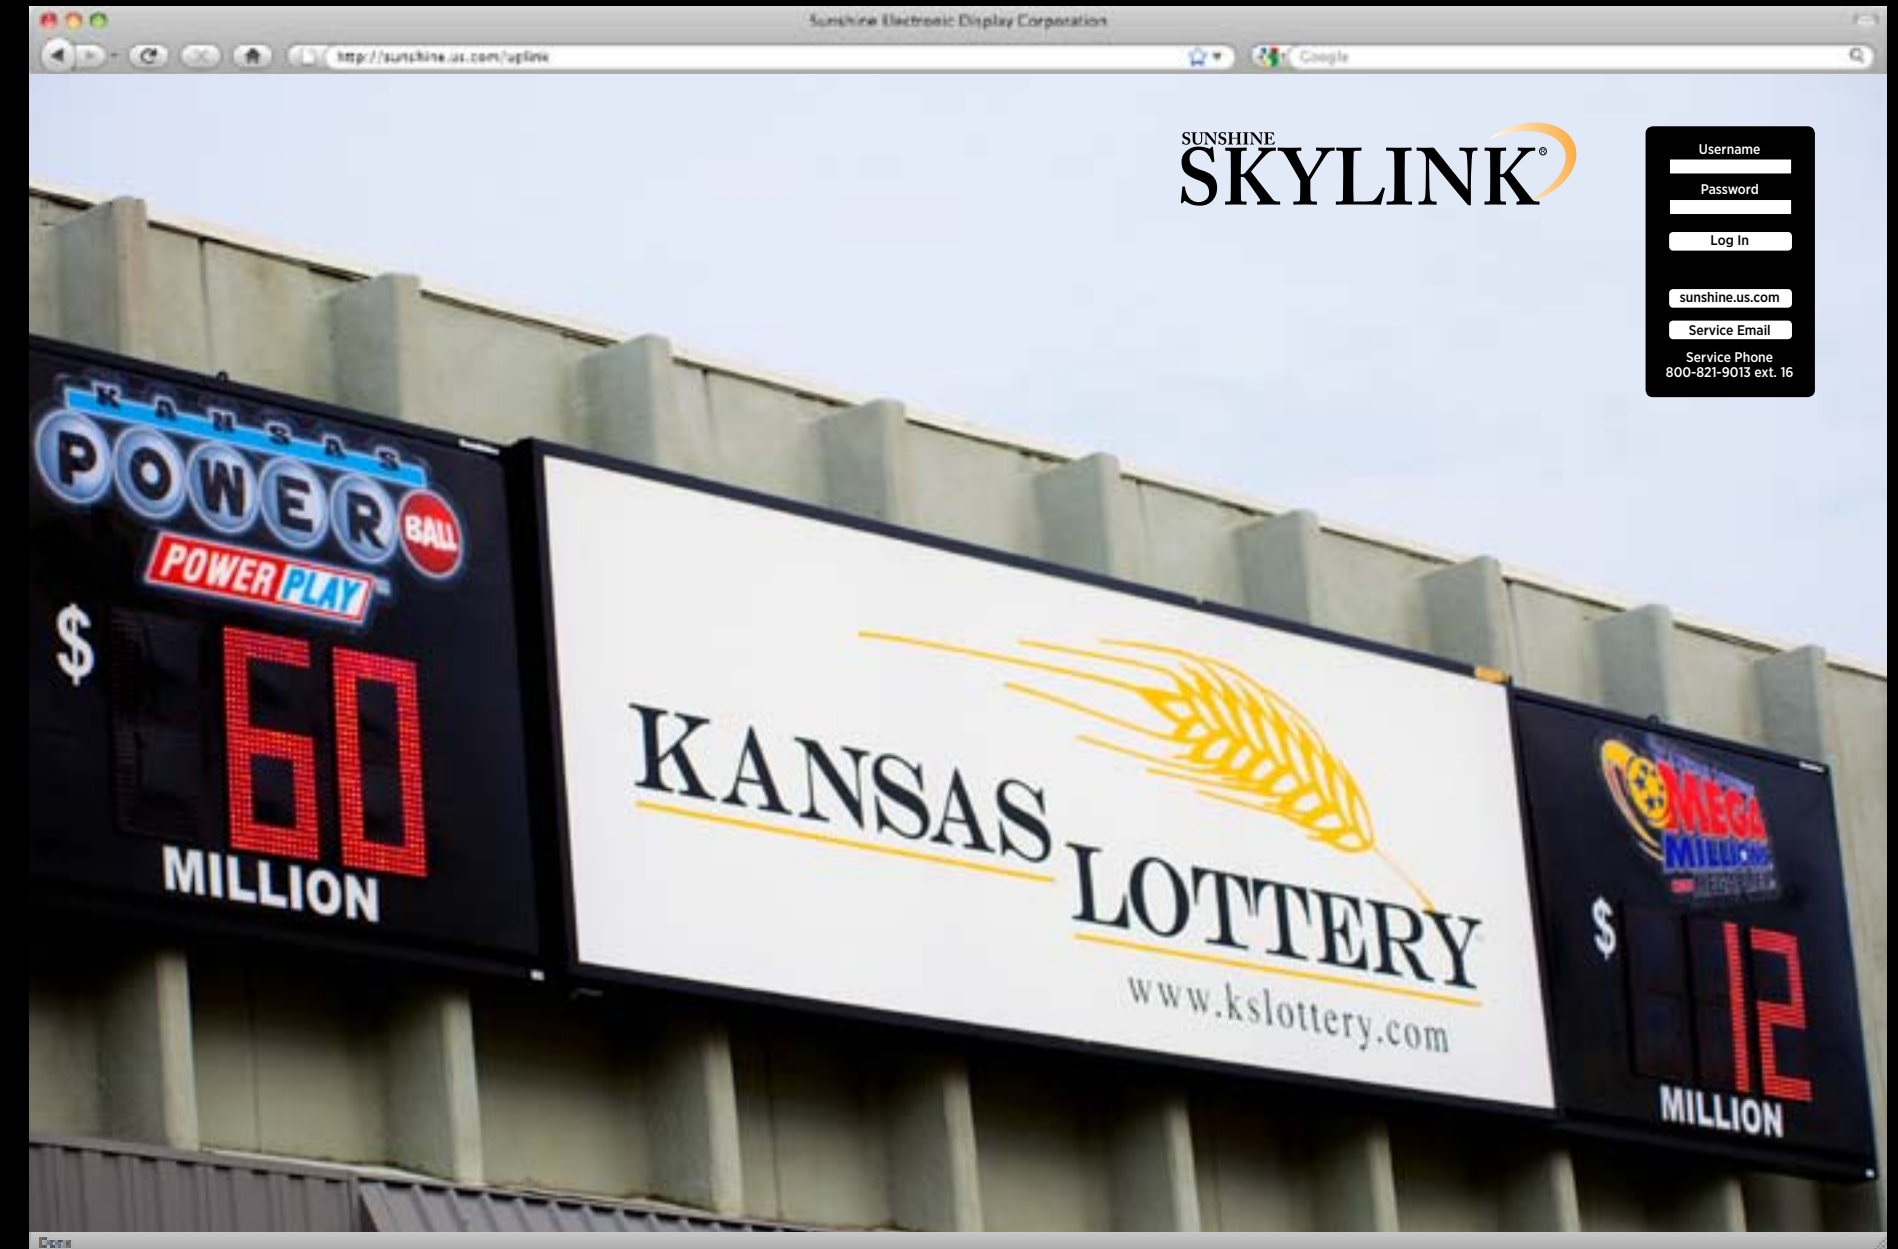 Sunshine Electronic Display Corporation
http://sunshine.us.com/uplink
Google
SUNSHINE
SKYLINK®
Username
Password
Log In
sunshine.us.com
Service Email
Service Phone
800-821-9013 ext. 16
KANSAS
POWER BALL
POWER PLAY
$ 60
MILLION
KANSAS
LOTTERY
www.kslottery.com
MEGA
MILLIONS
$ 12
MILLION
Done